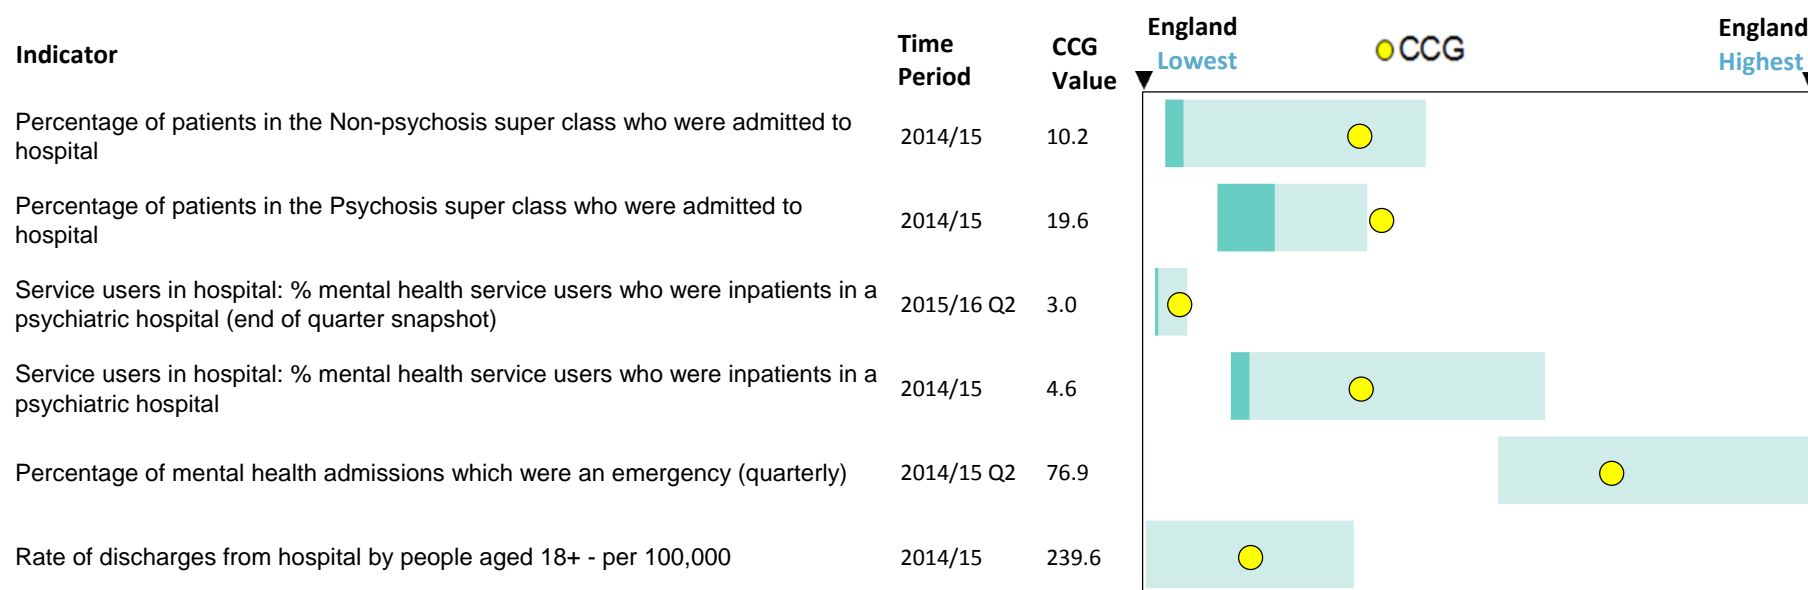 Indicator
Time Period
CCG Value
England Lowest
CCG
England Highest
Percentage of patients in the Non-psychosis super class who were admitted to
hospital
2014/15
10.2
Percentage of patients in the Psychosis super class who were admitted to
hospital
2014/15
19.6
Service users in hospital: % mental health service users who were inpatients in a
psychiatric hospital (end of quarter snapshot)
2015/16 Q2
3.0
Service users in hospital: % mental health service users who were inpatients in a
psychiatric hospital
2014/15
4.6
Percentage of mental health admissions which were an emergency (quarterly)
2014/15 Q2
76.9
Rate of discharges from hospital by people aged 18+ - per 100,000
2014/15
239.6